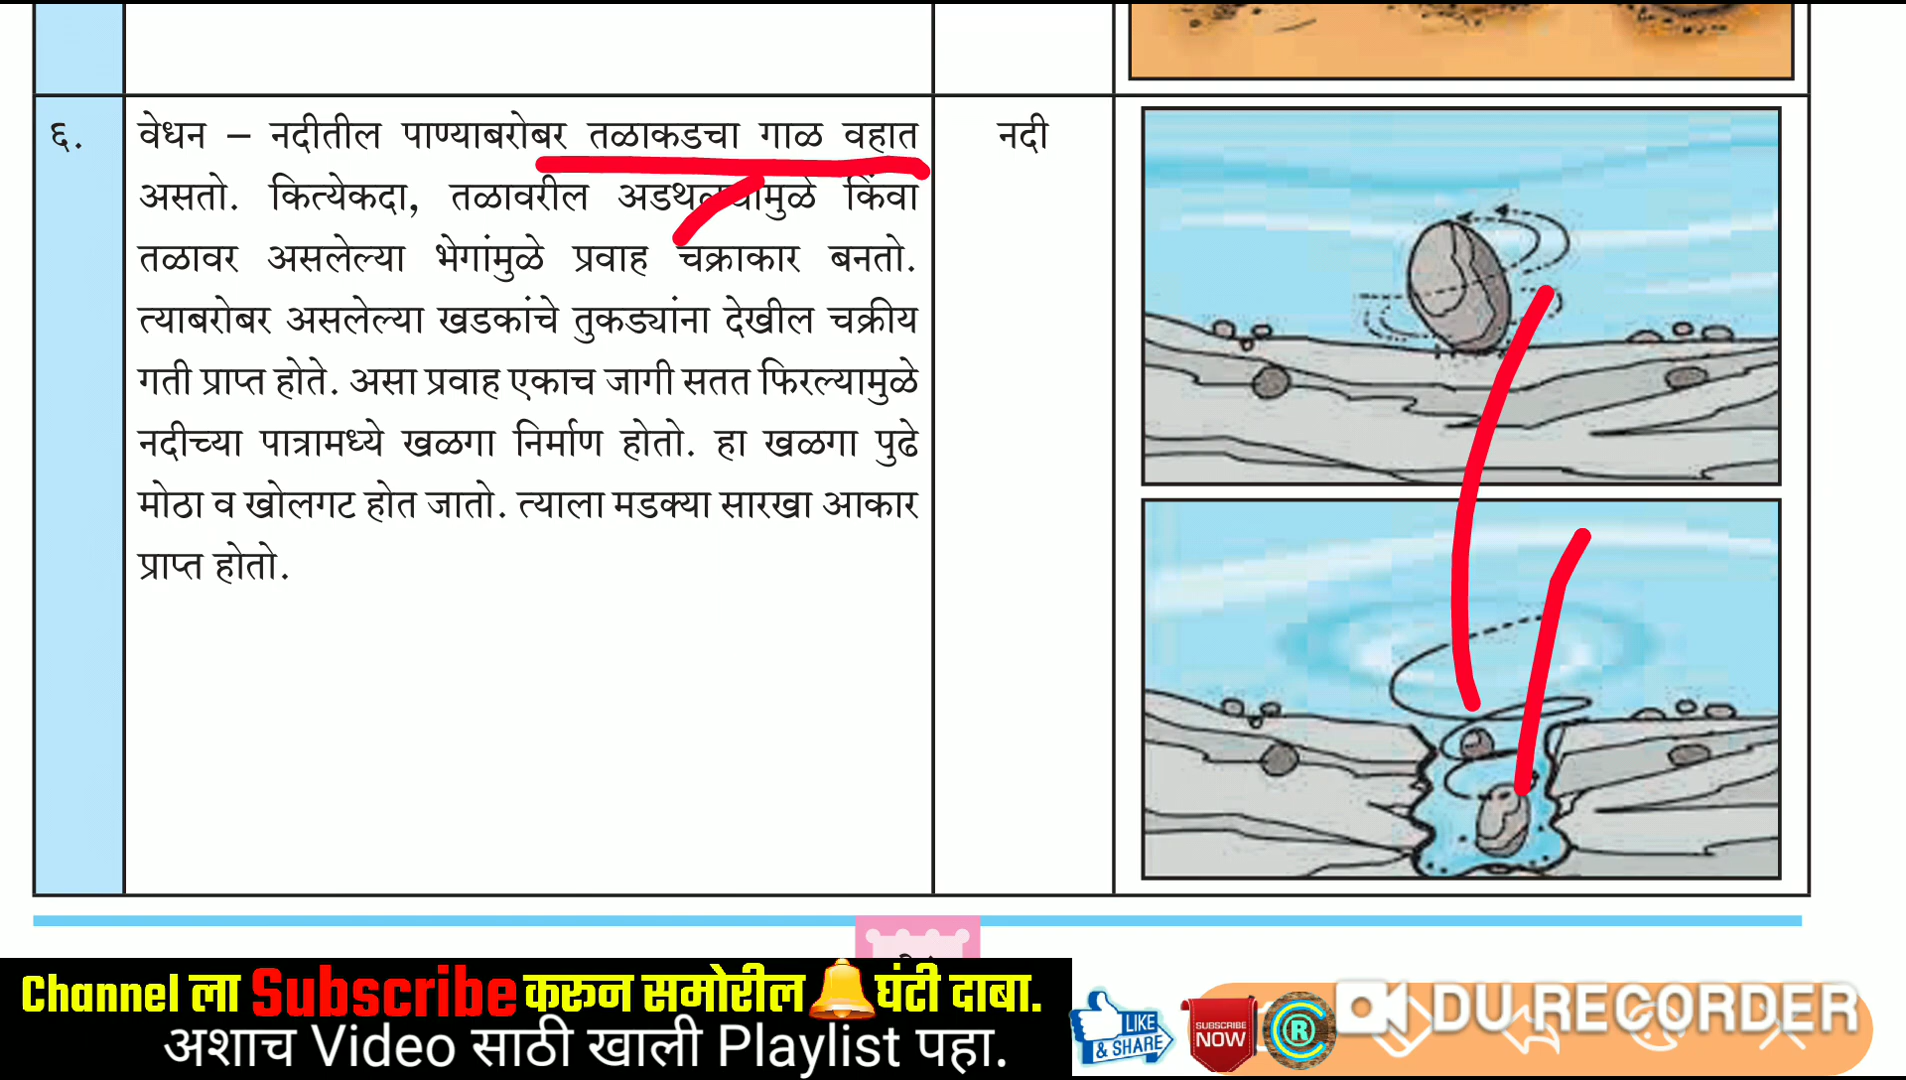 ६.
वेधन – नदीतील पाण्याबरोबर तळाकडचा गाळ वहात
असतो. कित्येकदा, तळावरील अडथळ्यांमुळे किंवा
तळावर असलेल्या भेगांमुळे प्रवाह चक्राकार बनतो.
त्याबरोबर असलेल्या खडकांचे तुकड्यांना देखील चक्रीय
गती प्राप्त होते. असा प्रवाह एकाच जागी सतत फिरल्यामुळे
नदीच्या पात्रामध्ये खळगा निर्माण होतो. हा खळगा पुढे
मोठा व खोलगट होत जातो. त्याला मडक्या सारखा आकार
प्राप्त होतो.
नदी
Channel ला Subscribe करून समोरील घंटी दाबा.
अशाच Video साठी खाली Playlist पहा.
LIKE
& SHARE
SUBSCRIBE
NOW
®
DU RECORDER